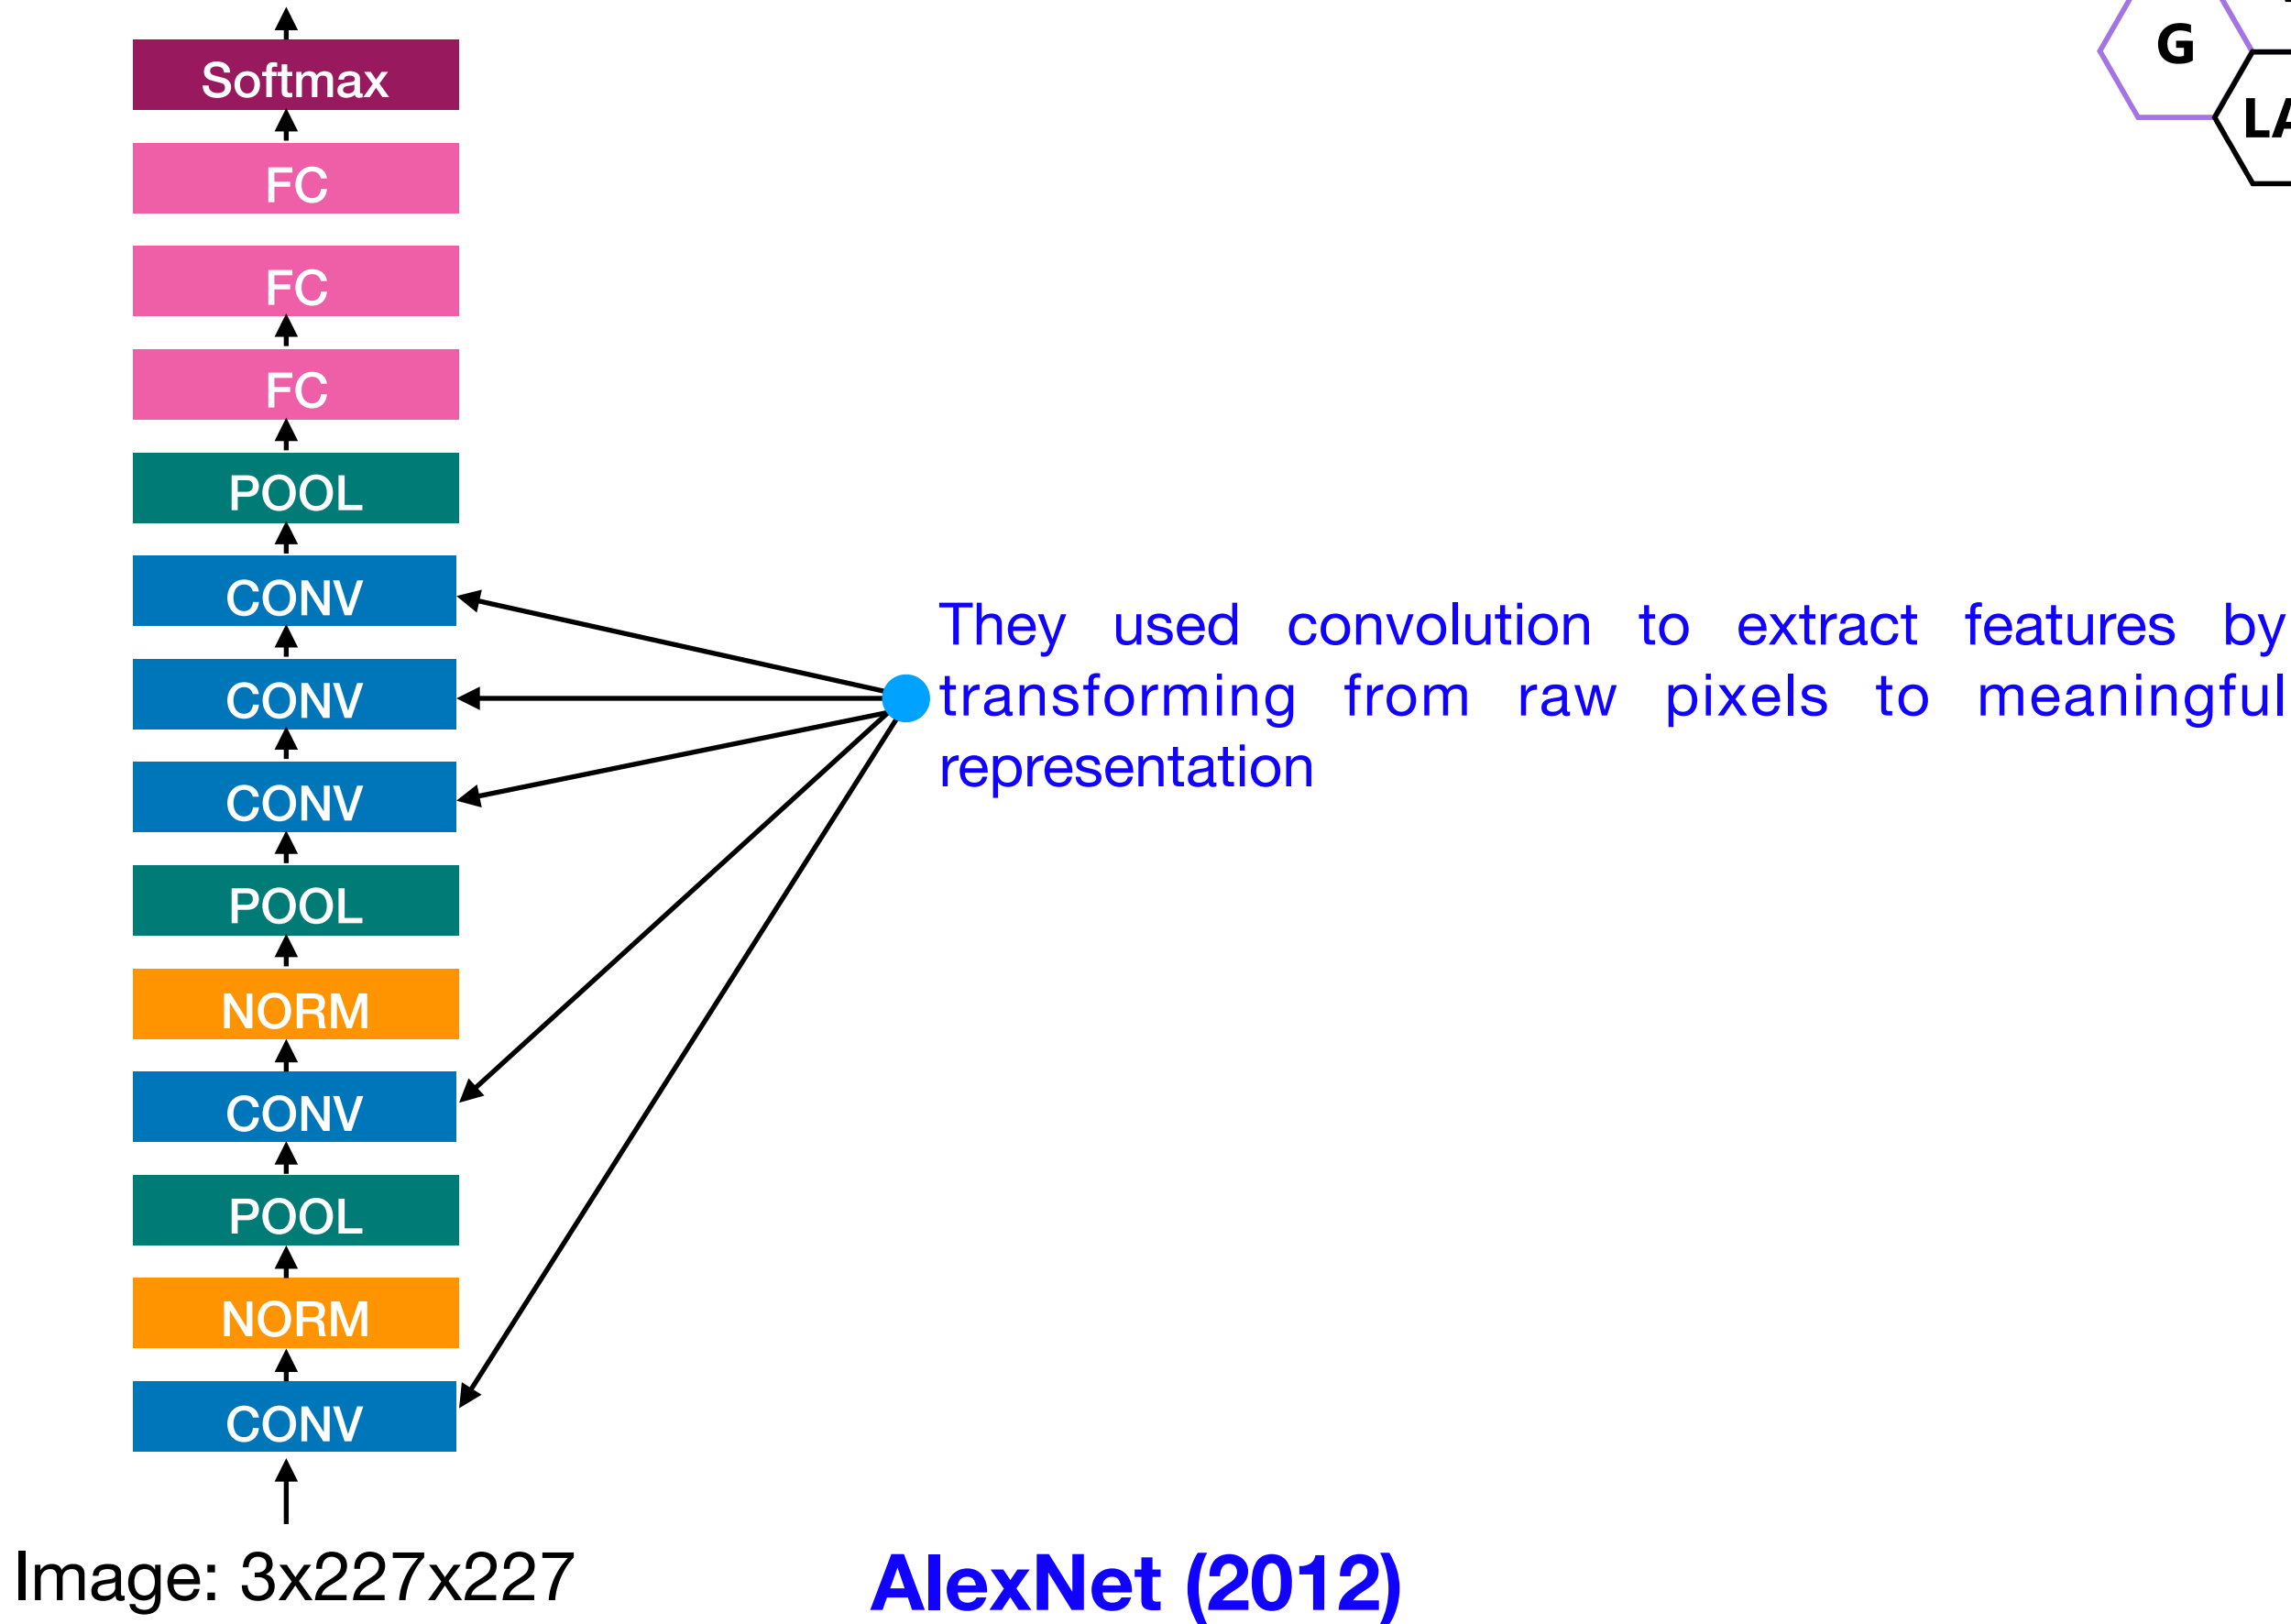 Softmax
FC
FC
FC
POOL
CONV
CONV
CONV
POOL
NORM
CONV
POOL
NORM
CONV
Image: 3x227x227
They used convolution to extract features by
transforming from raw pixels to meaningful
representation
AlexNet (2012)
G